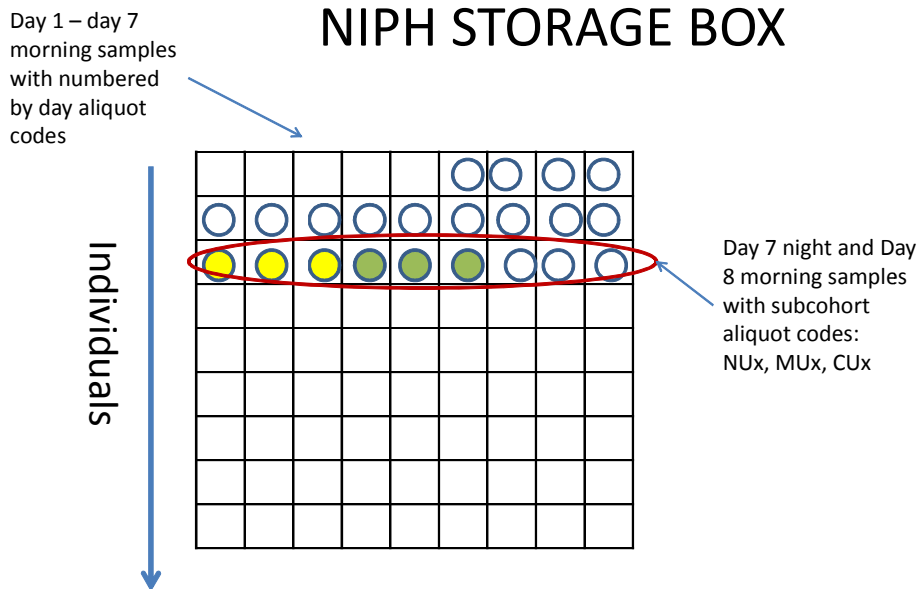 NIPH STORAGE BOX
Day 1 – day 7
morning samples
with numbered
by day aliquot
codes
Individuals
Day 7 night and Day
8 morning samples
with subcohort
aliquot codes:
NUx, MUx, CUx